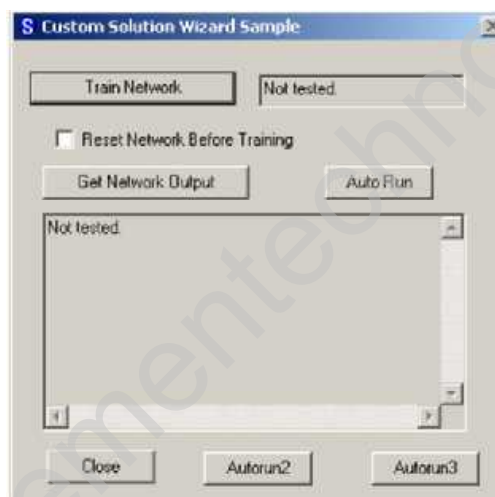 S Custom Solution Wizard Sample
Train Network
Not tested.
Reset Network Before Training
Get Network Output
Auto Run
Not tested.
Close
Autorun2
Autorun3